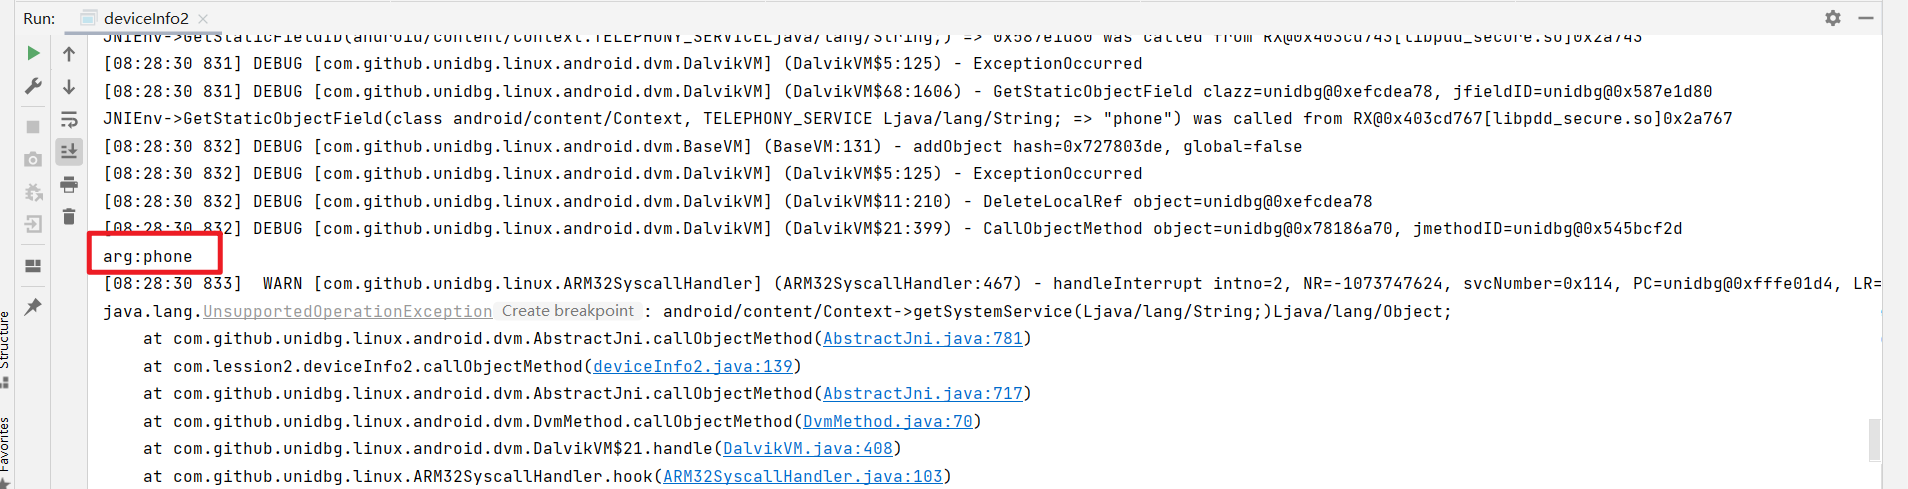 Run: deviceInfo2
JNIEnv->GetStaticFieldID(android/content/Context.TELEPHONY_SERVICELjava/lang/String;) => 0x587e1d80 was called from RX@0x403cd743[libpdd_secure.so]0x2a743
[08:28:30 831] DEBUG [com.github.unidbg.linux.android.dvm.DalvikVM] (DalvikVM$5:125) - ExceptionOccurred
[08:28:30 831] DEBUG [com.github.unidbg.linux.android.dvm.DalvikVM] (DalvikVM$68:1606) - GetStaticObjectField clazz=unidbg@0xefcdea78, jfieldID=unidbg@0x587e1d80
JNIEnv->GetStaticObjectField(class android/content/Context, TELEPHONY_SERVICE Ljava/lang/String; => "phone") was called from RX@0x403cd767[libpdd_secure.so]0x2a767
[08:28:30 832] DEBUG [com.github.unidbg.linux.android.dvm.BaseVM] (BaseVM:131) - addObject hash=0x727803de, global=false
[08:28:30 832] DEBUG [com.github.unidbg.linux.android.dvm.DalvikVM] (DalvikVM$5:125) - ExceptionOccurred
[08:28:30 832] DEBUG [com.github.unidbg.linux.android.dvm.DalvikVM] (DalvikVM$11:210) - DeleteLocalRef object=unidbg@0xefcdea78
[08:28:30 832] DEBUG [com.github.unidbg.linux.android.dvm.DalvikVM] (DalvikVM$21:399) - CallObjectMethod object=unidbg@0x78186a70, jmethodID=unidbg@0x545bcf2d
arg:phone
[08:28:30 833]  WARN [com.github.unidbg.linux.ARM32SyscallHandler] (ARM32SyscallHandler:467) - handleInterrupt intno=2, NR=-1073747624, svcNumber=0x114, PC=unidbg@0xfffe01d4, LR=
java.lang.UnsupportedOperationException Create breakpoint : android/content/Context->getSystemService(Ljava/lang/String;)Ljava/lang/Object;
at com.github.unidbg.linux.android.dvm.AbstractJni.callObjectMethod(AbstractJni.java:781)
at com.lession2.deviceInfo2.callObjectMethod(deviceInfo2.java:139)
at com.github.unidbg.linux.android.dvm.AbstractJni.callObjectMethod(AbstractJni.java:717)
at com.github.unidbg.linux.android.dvm.DvmMethod.callObjectMethod(DvmMethod.java:70)
at com.github.unidbg.linux.android.dvm.DalvikVM$21.handle(DalvikVM.java:408)
at com.github.unidbg.linux.ARM32SyscallHandler.hook(ARM32SyscallHandler.java:103)
Structure
Favorites